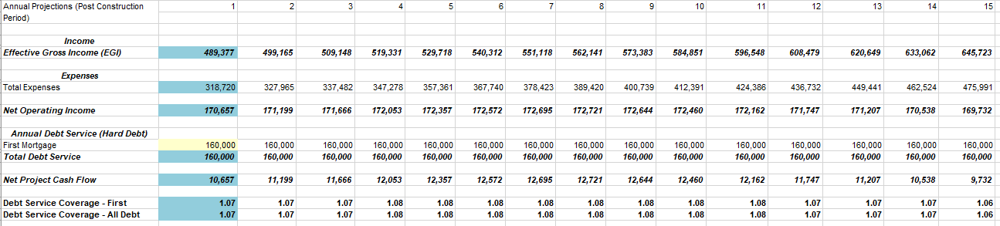 Annual Projections (Post Construction 1 2 3 4 5 6 7 8 9 10 11 12 13 14 15
Period)
Income
Effective Gross Income (EGI) 489,377 499,165 509,148 519,331 529,718 540,312 551,118 562,141 573,383 584,851 596,548 608,479 620,649 633,062 645,723
Expenses
Total Expenses 318,720 327,965 337,482 347,278 357,361 367,740 378,423 389,420 400,739 412,391 424,386 436,732 449,441 462,524 475,991
Net Operating Income 170,657 171,199 171,666 172,053 172,357 172,572 172,695 172,721 172,644 172,460 172,162 171,747 171,207 170,538 169,732
Annual Debt Service (Hard Debt)
First Mortgage 160,000 160,000 160,000 160,000 160,000 160,000 160,000 160,000 160,000 160,000 160,000 160,000 160,000 160,000 160,000
Total Debt Service 160,000 160,000 160,000 160,000 160,000 160,000 160,000 160,000 160,000 160,000 160,000 160,000 160,000 160,000 160,000
Net Project Cash Flow 10,657 11,199 11,666 12,053 12,357 12,572 12,695 12,721 12,644 12,460 12,162 11,747 11,207 10,538 9,732
Debt Service Coverage - First 1.07 1.07 1.07 1.08 1.08 1.08 1.08 1.08 1.08 1.08 1.08 1.07 1.07 1.07 1.06
Debt Service Coverage - All Debt 1.07 1.07 1.07 1.08 1.08 1.08 1.08 1.08 1.08 1.08 1.08 1.07 1.07 1.07 1.06